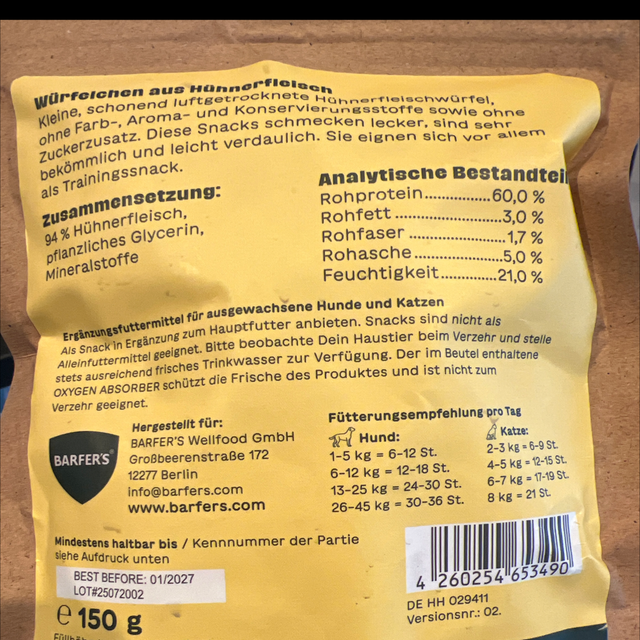 Würfelchen aus Hühnerfleisch
Kleine, schonend luftgetrocknete Hühnerfleischwürfel,
ohne Farb-, Aroma- und Konservierungsstoffe sowie ohne
Zuckerzusatz. Diese Snacks schmecken lecker, sind sehr
bekömmlich und leicht verdaulich. Sie eignen sich vor allem
als Trainingssnack.
Zusammensetzung:
94 % Hühnerfleisch,
pflanzliches Glycerin,
Mineralstoffe
Analytische Bestandtei
Rohprotein..............60,0 %
Rohfett .................3,0 %
Rohfaser .................1,7 %
Rohasche................5,0 %
Feuchtigkeit............21,0 %
Ergänzungsfuttermittel für ausgewachsene Hunde und Katzen
Als Snack in Ergänzung zum Hauptfutter anbieten. Snacks sind nicht als
Alleinfuttermittel geeignet. Bitte beobachte Dein Haustier beim Verzehr und stelle
stets ausreichend frisches Trinkwasser zur Verfügung. Der im Beutel enthaltene
OXYGEN ABSORBER schützt die Frische des Produktes und ist nicht zum
Verzehr geeignet.
BARFER'S
Hergestellt für:
BARFER'S Wellfood GmbH
Großbeerenstraße 172
12277 Berlin
info@barfers.com
www.barfers.com
Fütterungsempfehlung pro Tag
Hund:
1-5 kg = 6-12 St.
6-12 kg = 12-18 St.
13-25 kg = 24-30 St.
26-45 kg = 30-36 St.
Katze:
2-3 kg = 6-9 St.
4-5 kg = 12-15 St.
6-7 kg = 17-19 St.
8 kg = 21 St.
Mindestens haltbar bis / Kennnummer der Partie
siehe Aufdruck unten
BEST BEFORE: 01/2027
LOT#25072002
e 150 g
4 260254 653490
DE HH 029411
Versionsnr.: 02.